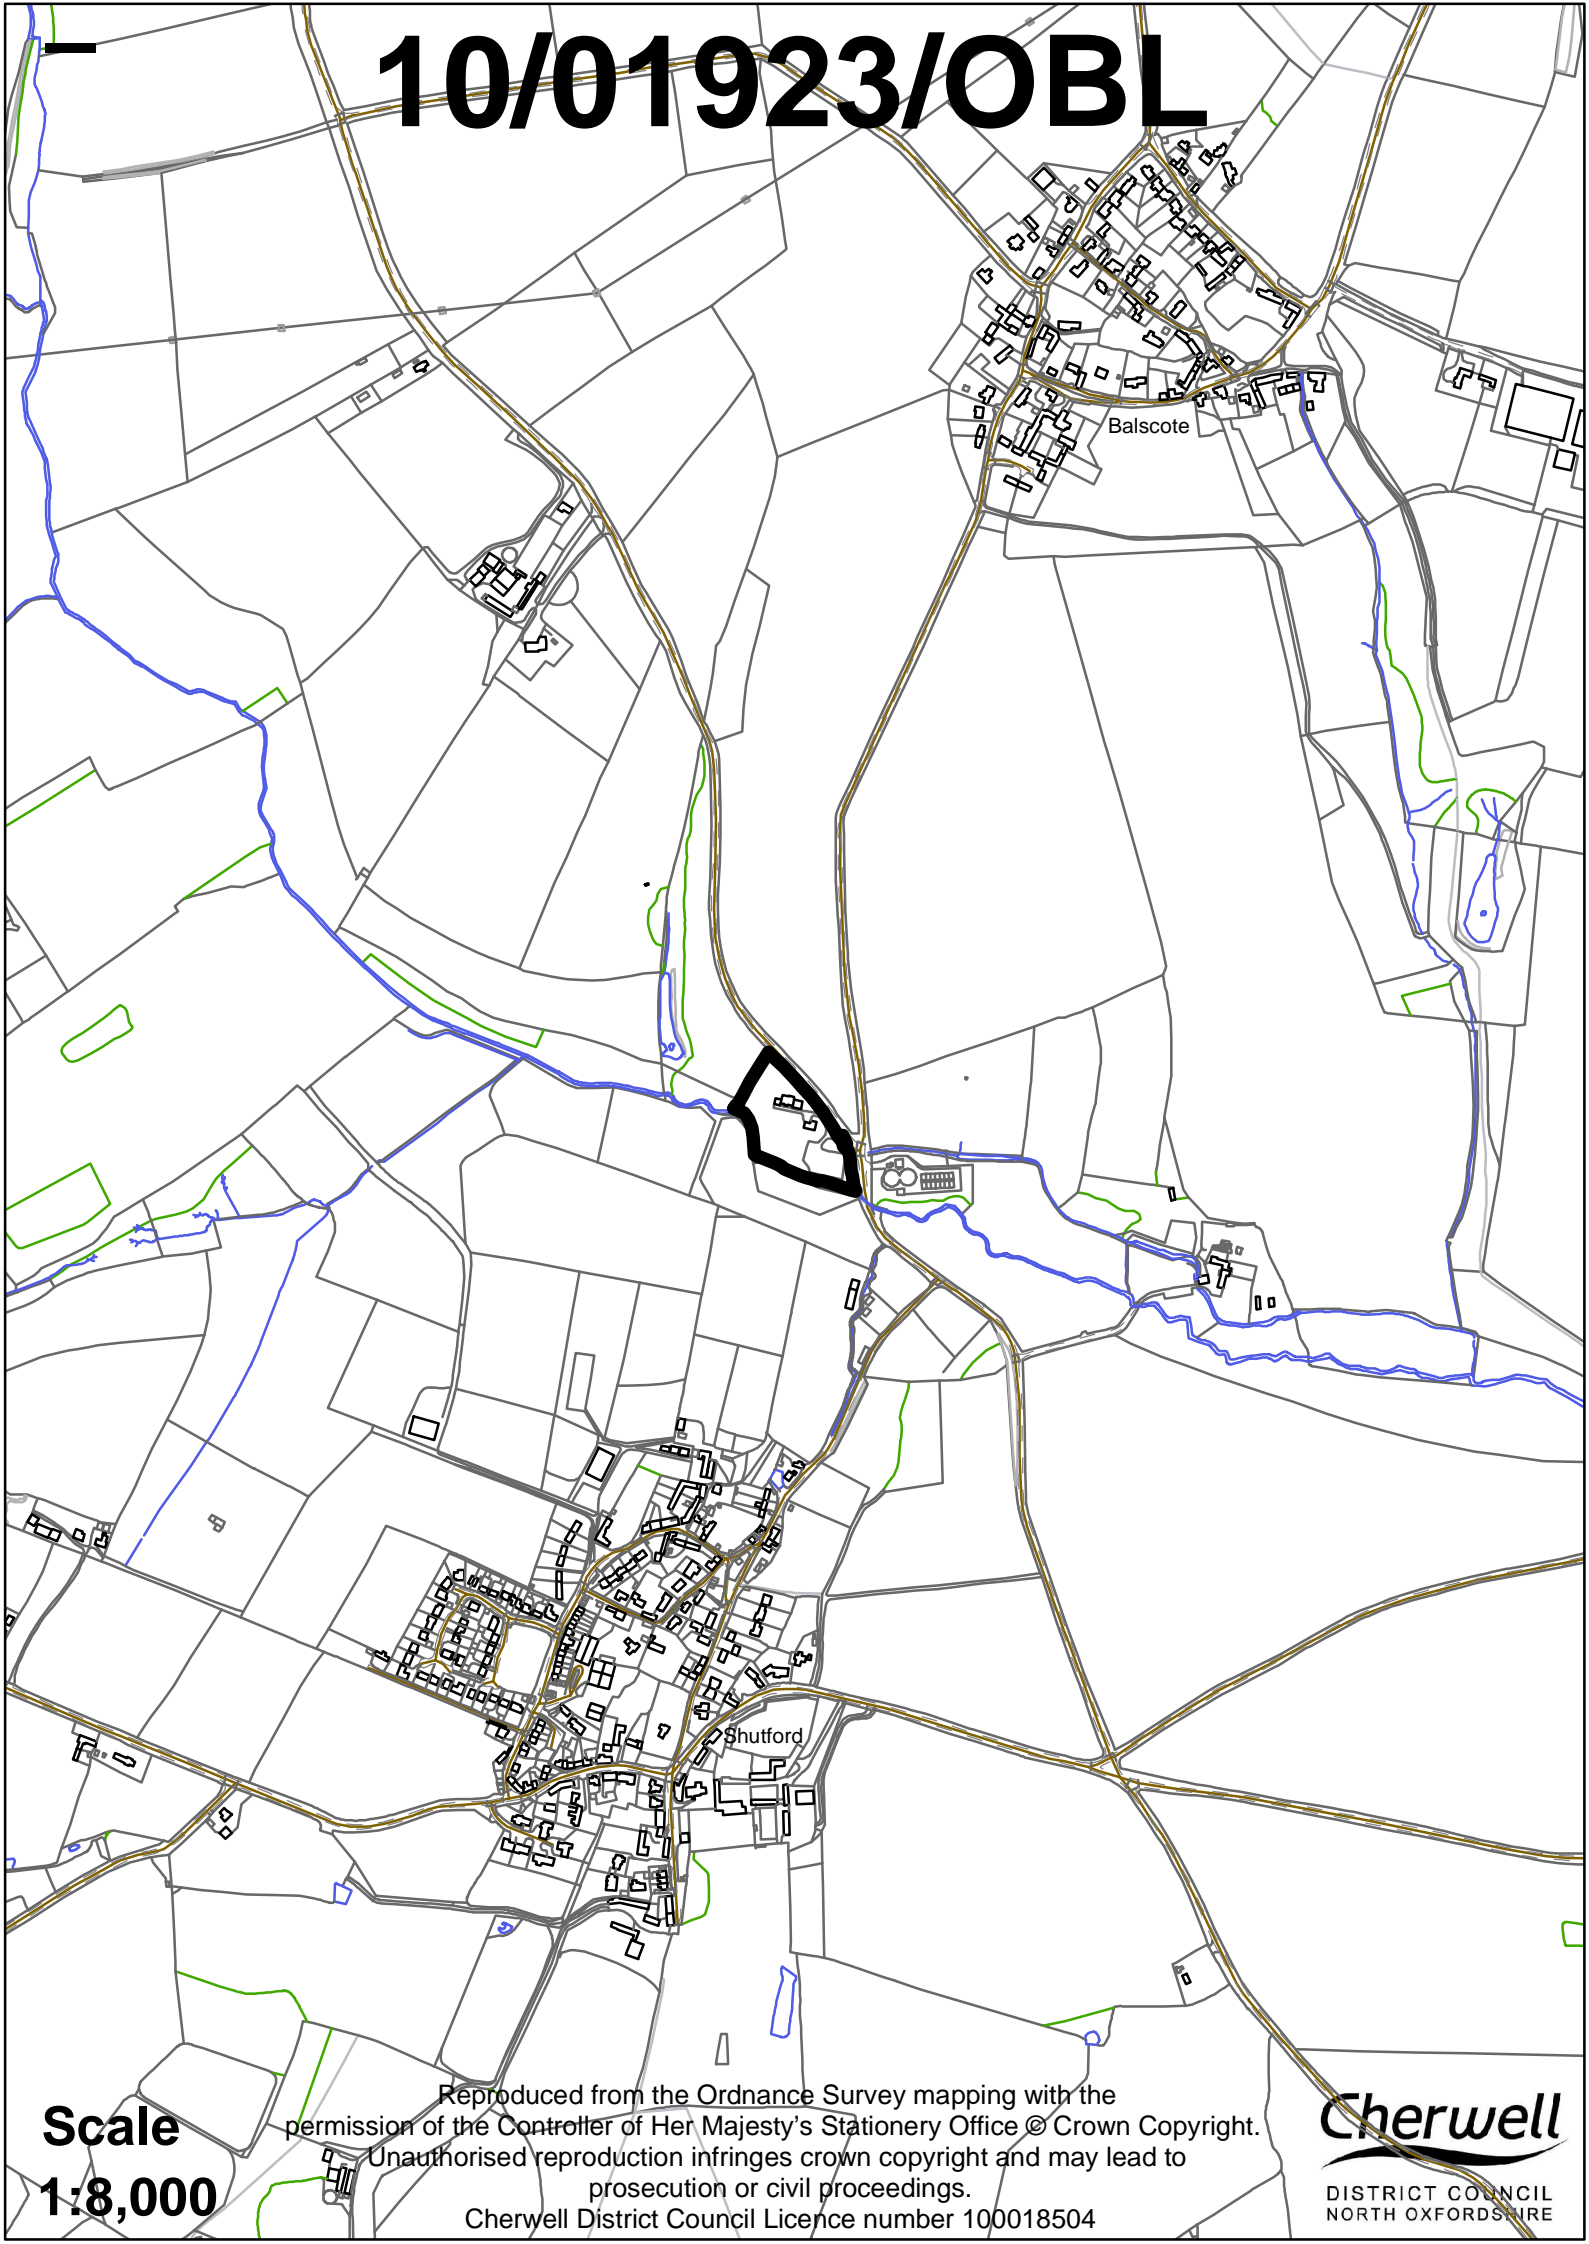 10/01923/OBL
Balscote
Shutford
Scale
1:8,000
Reproduced from the Ordnance Survey mapping with the
permission of the Controller of Her Majesty's Stationery Office © Crown Copyright.
Unauthorised reproduction infringes crown copyright and may lead to
prosecution or civil proceedings.
Cherwell District Council Licence number 100018504
Cherwell
DISTRICT COUNCIL
NORTH OXFORDSHIRE